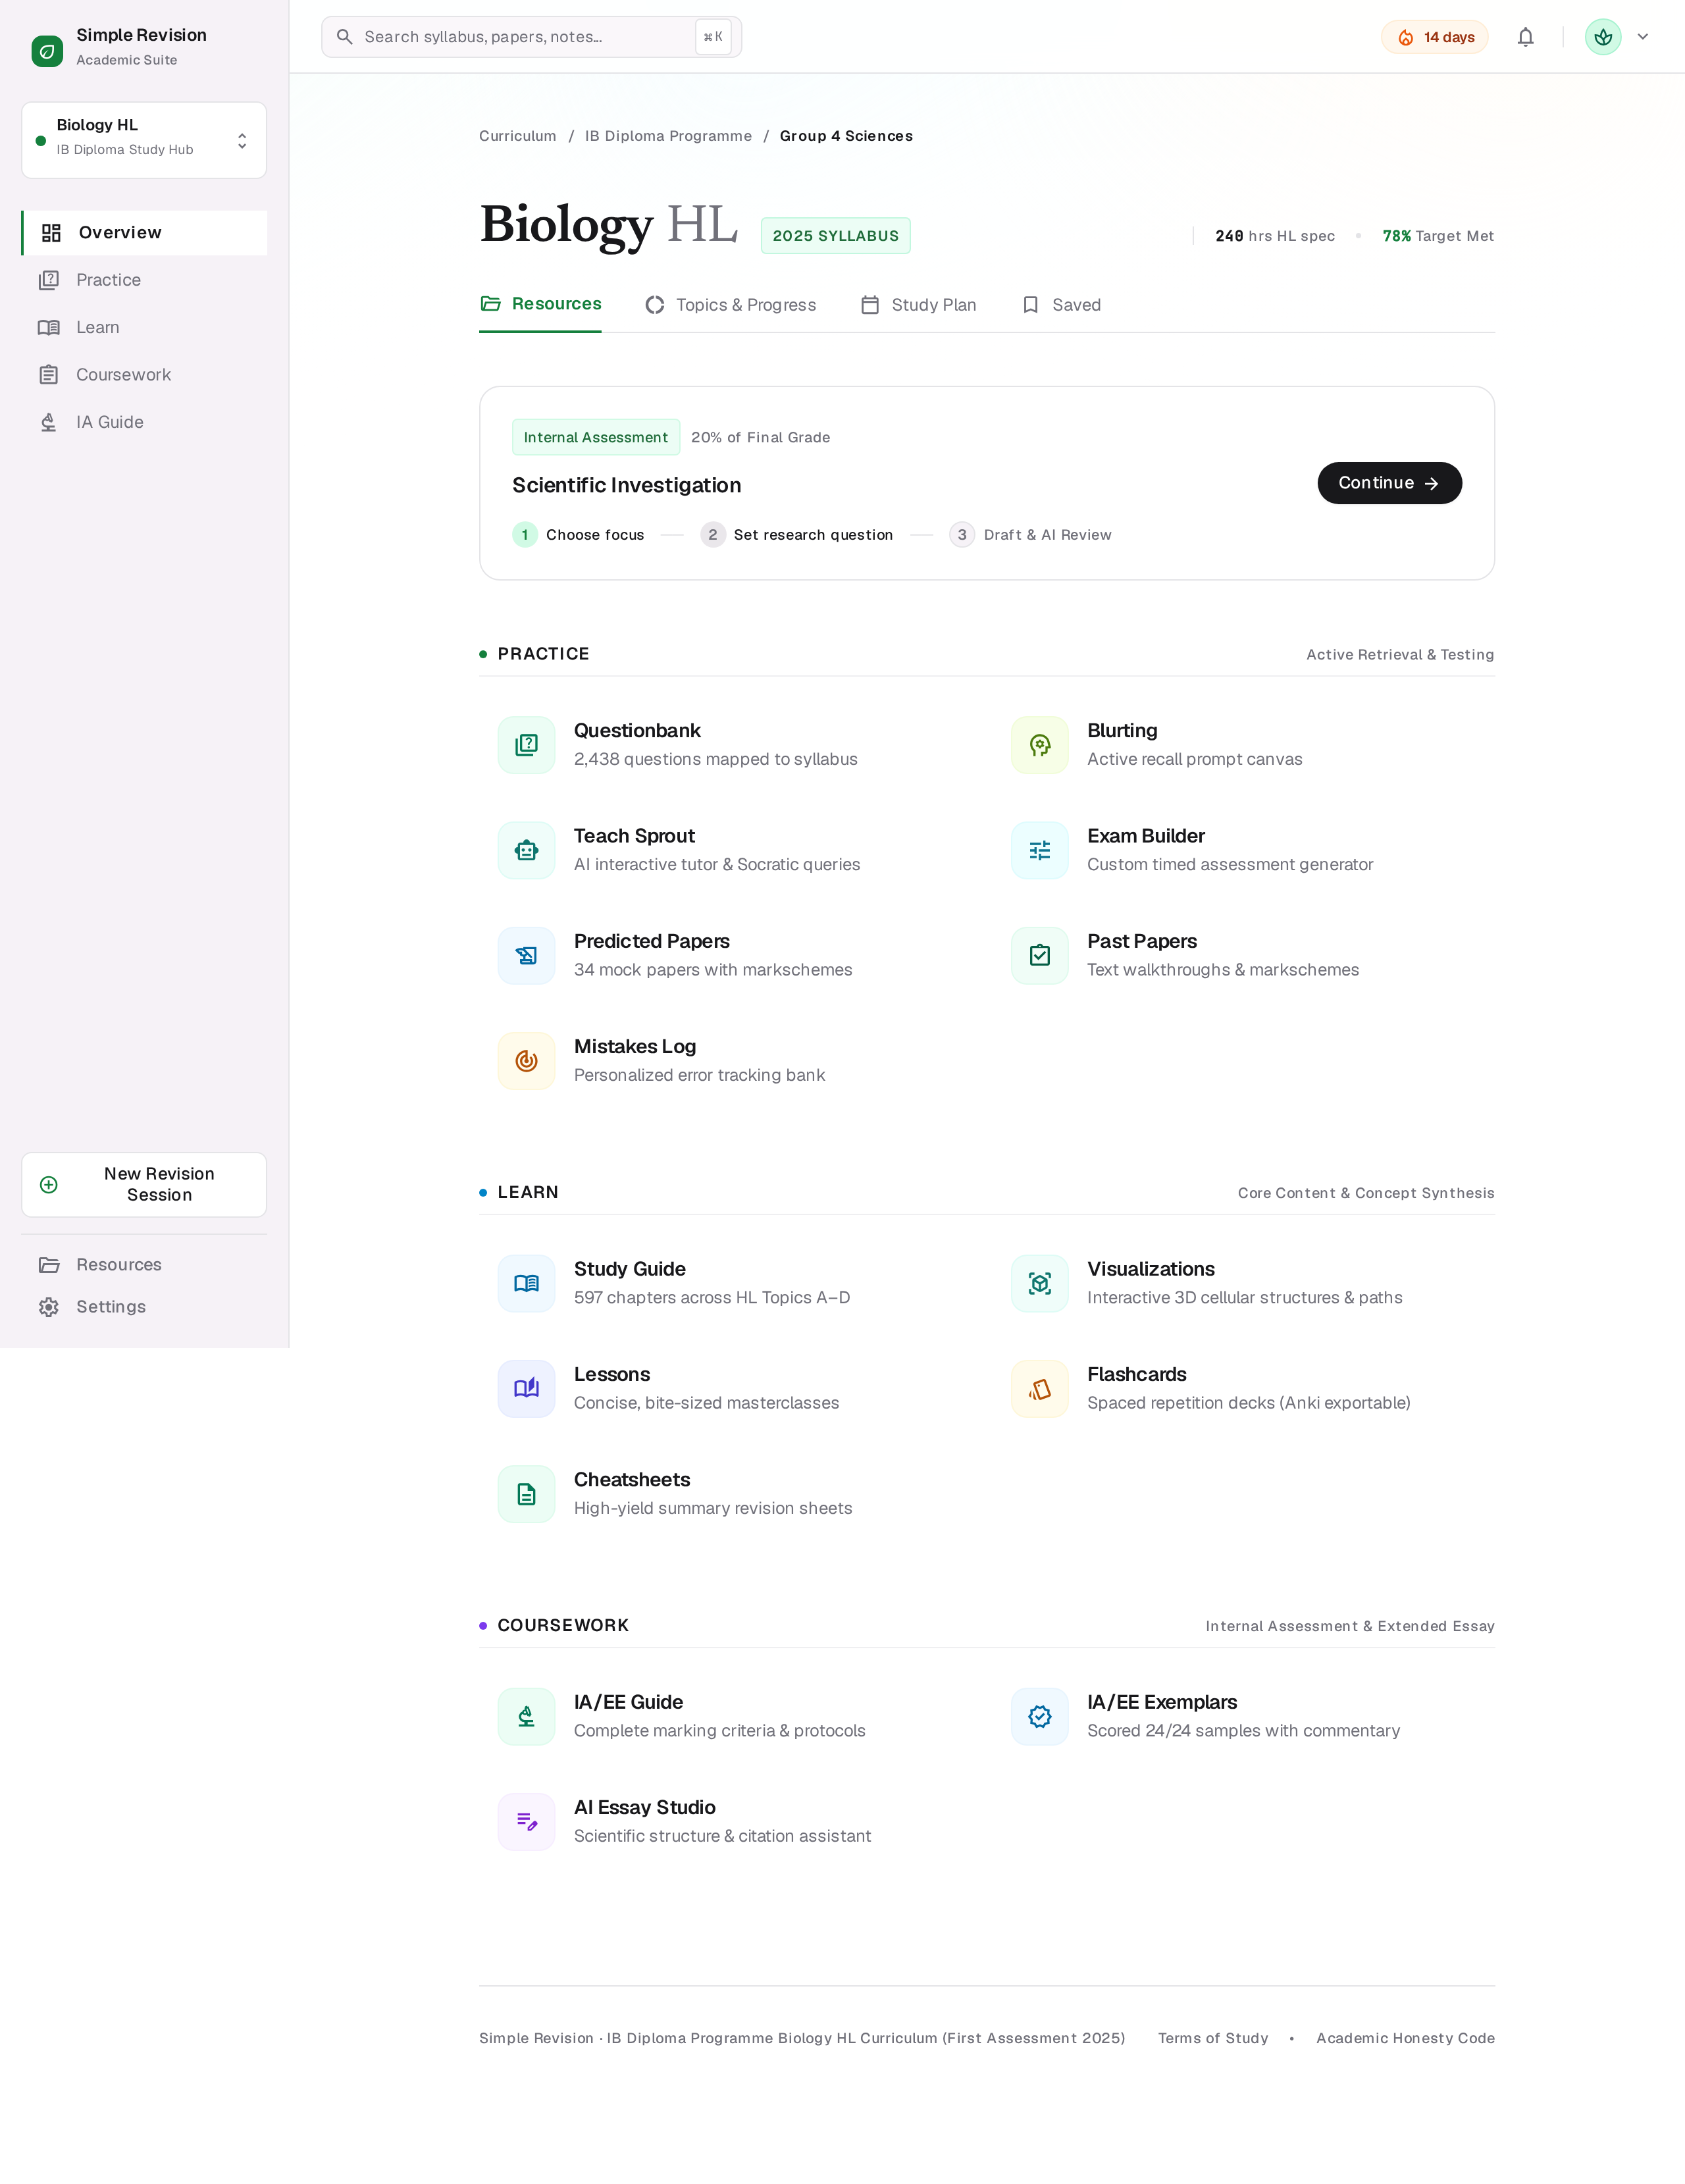 Simple Revision
Academic Suite
Biology HL
IB Diploma Study Hub
Overview
Practice
Learn
Coursework
IA Guide
New Revision
Session
Resources
Settings
Search syllabus, papers, notes...
⌘K
14 days
Curriculum / IB Diploma Programme / Group 4 Sciences
Biology HL
2025 SYLLABUS
240 hrs HL spec
78% Target Met
Resources
Topics & Progress
Study Plan
Saved
Internal Assessment
20% of Final Grade
Scientific Investigation
Continue →
1 Choose focus
2 Set research question
3 Draft & AI Review
PRACTICE
Active Retrieval & Testing
Questionbank
2,438 questions mapped to syllabus
Blurting
Active recall prompt canvas
Teach Sprout
AI interactive tutor & Socratic queries
Exam Builder
Custom timed assessment generator
Predicted Papers
34 mock papers with markschemes
Past Papers
Text walkthroughs & markschemes
Mistakes Log
Personalized error tracking bank
LEARN
Core Content & Concept Synthesis
Study Guide
597 chapters across HL Topics A–D
Visualizations
Interactive 3D cellular structures & paths
Lessons
Concise, bite-sized masterclasses
Flashcards
Spaced repetition decks (Anki exportable)
Cheatsheets
High-yield summary revision sheets
COURSEWORK
Internal Assessment & Extended Essay
IA/EE Guide
Complete marking criteria & protocols
IA/EE Exemplars
Scored 24/24 samples with commentary
AI Essay Studio
Scientific structure & citation assistant
Simple Revision · IB Diploma Programme Biology HL Curriculum (First Assessment 2025)
Terms of Study • Academic Honesty Code